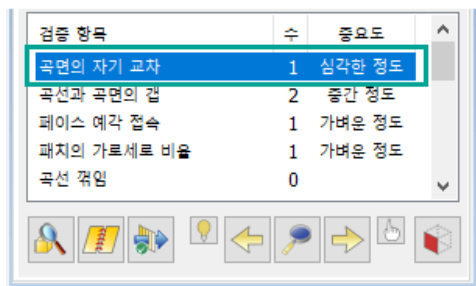 검증 항목 수 중요도
곡면의 자기 교차 1 심각한 정도
곡선과 곡면의 갭 2 중간 정도
페이스 예각 접속 1 가벼운 정도
패치의 가로세로 비율 1 가벼운 정도
곡선 꺾임 0